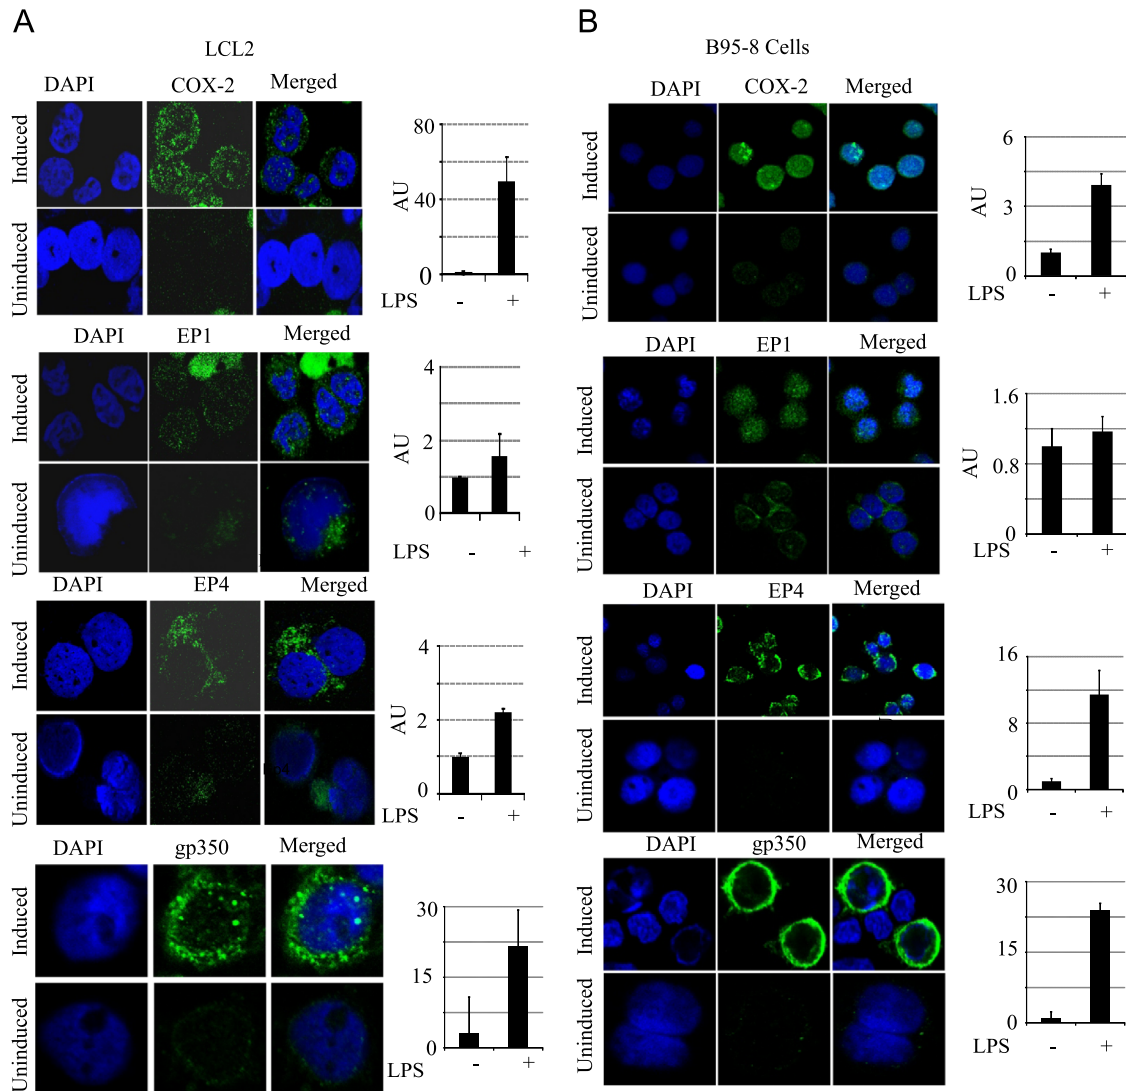 A
LCL2
DAPI COX-2 Merged
Induced
Uninduced
80
40
0
AU
LPS - +
DAPI EP1 Merged
Induced
Uninduced
4
2
0
AU
LPS - +
DAPI EP4 Merged
Induced
Uninduced
4
2
0
AU
LPS - +
DAPI gp350 Merged
Induced
Uninduced
30
15
0
LPS - +
B
B95-8 Cells
DAPI COX-2 Merged
Induced
Uninduced
6
3
0
AU
LPS - +
DAPI EP1 Merged
Induced
Uninduced
1.6
0.8
0
AU
LPS - +
DAPI EP4 Merged
Induced
Uninduced
16
8
0
LPS - +
DAPI gp350 Merged
Induced
Uninduced
30
15
0
LPS - +